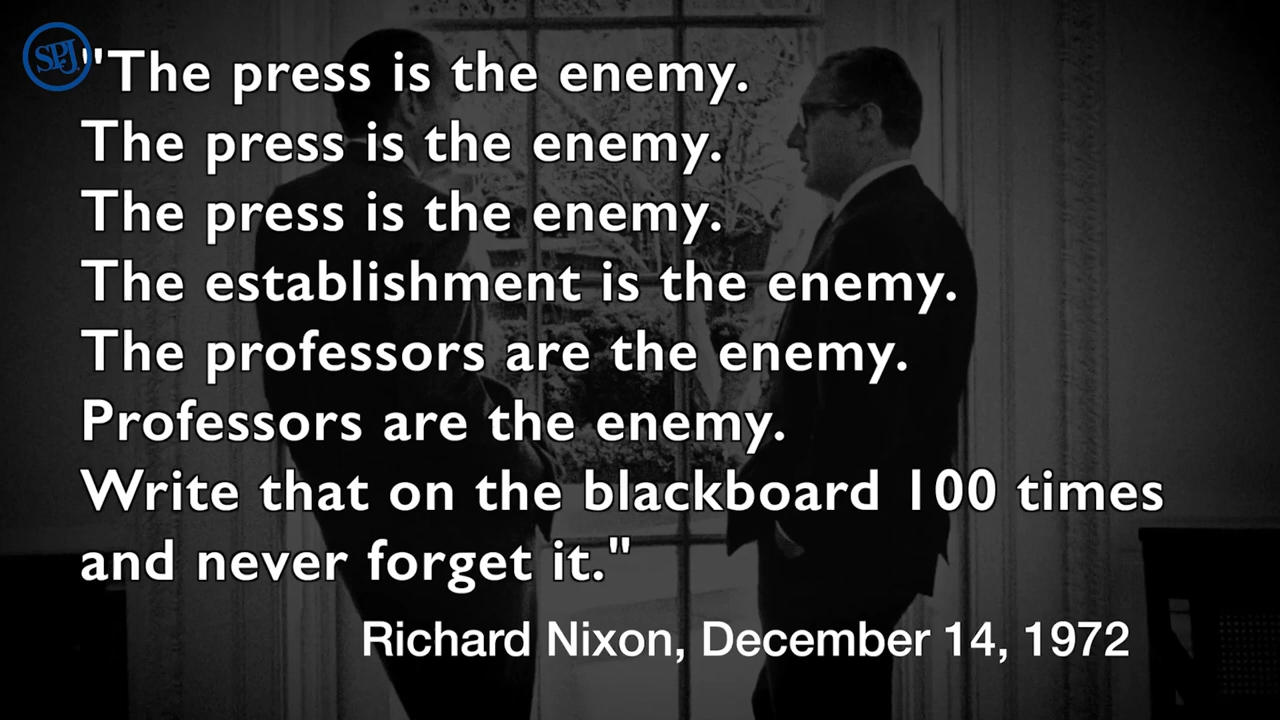 SPJ
"The press is the enemy.
The press is the enemy.
The press is the enemy.
The establishment is the enemy.
The professors are the enemy.
Professors are the enemy.
Write that on the blackboard 100 times
and never forget it."
Richard Nixon, December 14, 1972